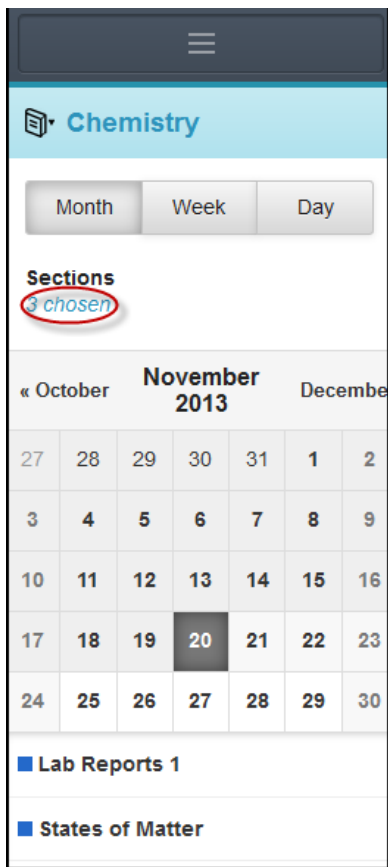 Chemistry
Month Week Day
Sections
3 chosen
« October November 2013 Decembe
27 28 29 30 31 1 2
3 4 5 6 7 8 9
10 11 12 13 14 15 16
17 18 19 20 21 22 23
24 25 26 27 28 29 30
Lab Reports 1
States of Matter